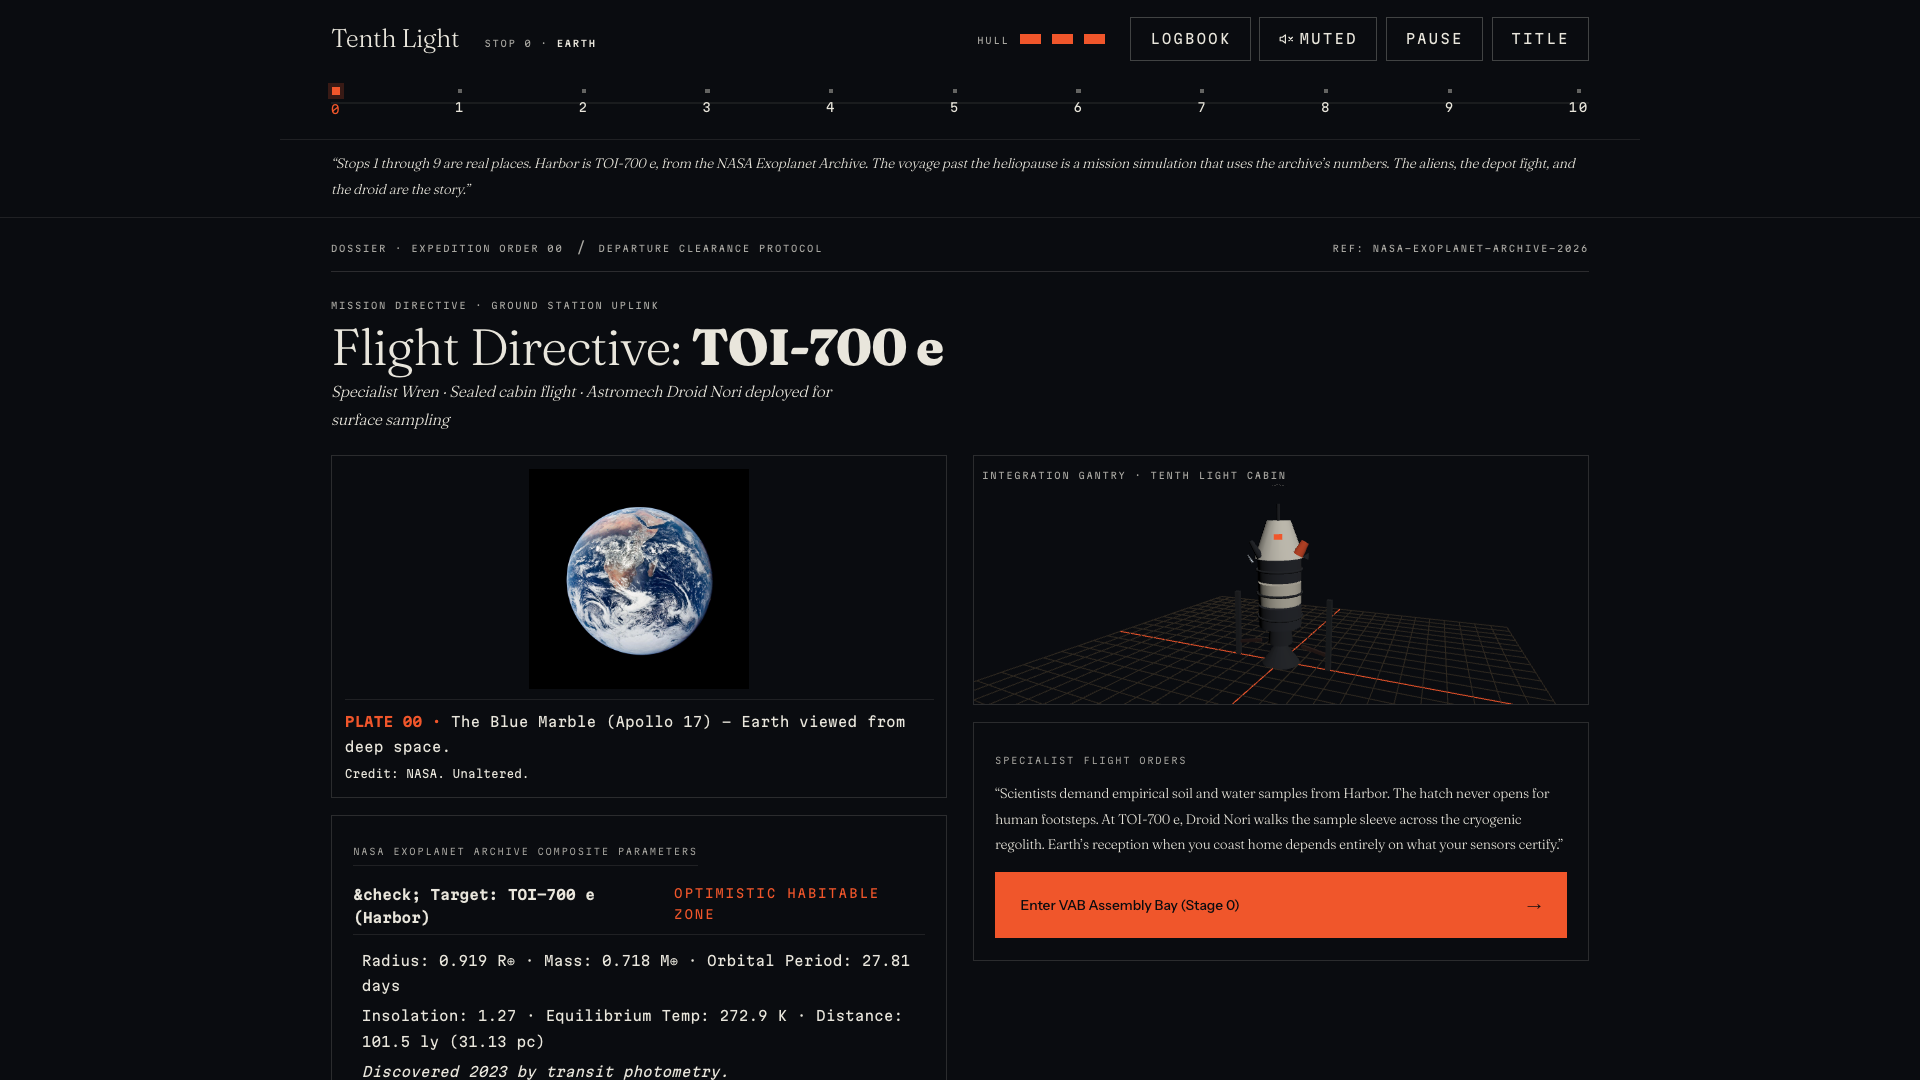 Tenth Light
STOP 0 · EARTH
HULL
LOGBOOK
MUTED
PAUSE
TITLE
0 1 2 3 4 5 6 7 8 9 10
“Stops 1 through 9 are real places. Harbor is TOI-700 e, from the NASA Exoplanet Archive. The voyage past the heliopause is a mission simulation that uses the archive’s numbers. The aliens, the depot fight, and
the droid are the story.”
DOSSIER · EXPEDITION ORDER 00 / DEPARTURE CLEARANCE PROTOCOL
REF: NASA-EXOPLANET-ARCHIVE-2026
MISSION DIRECTIVE · GROUND STATION UPLINK
Flight Directive: TOI-700 e
Specialist Wren · Sealed cabin flight · Astromech Droid Nori deployed for
surface sampling
PLATE 00 · The Blue Marble (Apollo 17) — Earth viewed from
deep space.
Credit: NASA. Unaltered.
NASA EXOPLANET ARCHIVE COMPOSITE PARAMETERS
&check; Target: TOI-700 e
(Harbor)
OPTIMISTIC HABITABLE
ZONE
Radius: 0.919 R⊕ · Mass: 0.718 M⊕ · Orbital Period: 27.81
days
Insolation: 1.27 · Equilibrium Temp: 272.9 K · Distance:
101.5 ly (31.13 pc)
Discovered 2023 by transit photometry.
INTEGRATION GANTRY · TENTH LIGHT CABIN
SPECIALIST FLIGHT ORDERS
“Scientists demand empirical soil and water samples from Harbor. The hatch never opens for
human footsteps. At TOI-700 e, Droid Nori walks the sample sleeve across the cryogenic
regolith. Earth’s reception when you coast home depends entirely on what your sensors certify.”
Enter VAB Assembly Bay (Stage 0) →